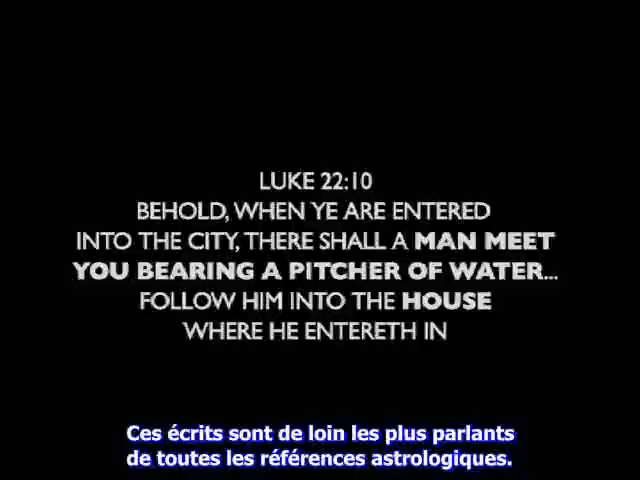 LUKE 22:10
BEHOLD, WHEN YE ARE ENTERED
INTO THE CITY, THERE SHALL A MAN MEET
YOU BEARING A PITCHER OF WATER...
FOLLOW HIM INTO THE HOUSE
WHERE HE ENTERETH IN
Ces écrits sont de loin les plus parlants
de toutes les références astrologiques.